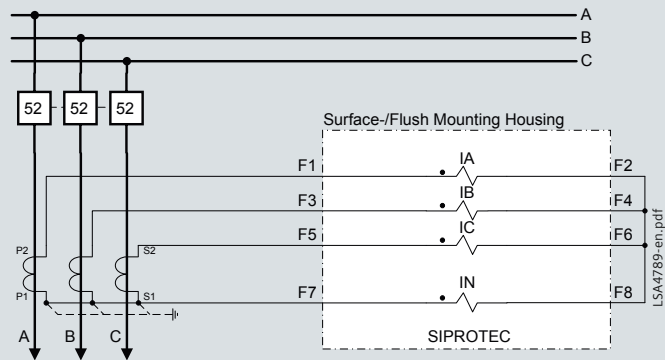 A
B
C
52 52 52
Surface-/Flush Mounting Housing
F1 IA F2
F3 IB F4
F5 IC F6
P2 S2
P1 S1
F7 IN F8
A B C
SIPROTEC
LSA4789-en.pdf